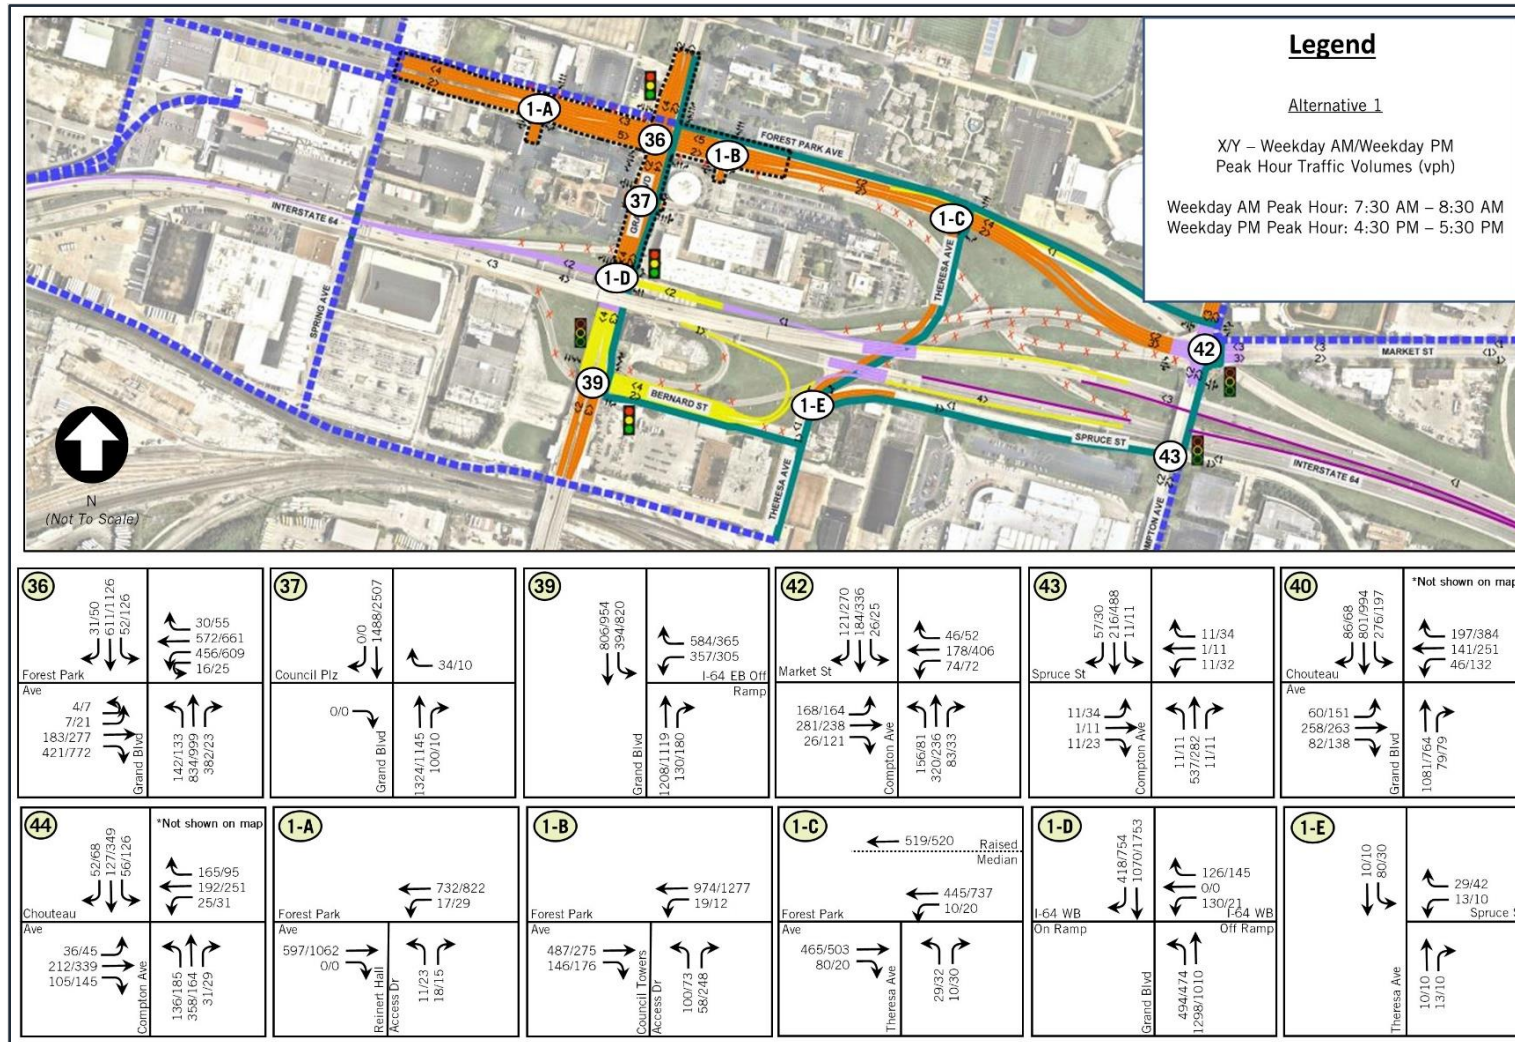 Legend
Alternative 1
X/Y – Weekday AM/Weekday PM
Peak Hour Traffic Volumes (vph)
Weekday AM Peak Hour: 7:30 AM – 8:30 AM
Weekday PM Peak Hour: 4:30 PM – 5:30 PM
1-A
36
1-B
FOREST PARK AVE
37
1-C
INTERSTATE 64
1-D
THERESA AVE
SPRING AVE
42
MARKET ST
39
BERNARD ST
1-E
SPRUCE ST
43
INTERSTATE 64
THERESA AVE
N
(Not To Scale)
36
31/50
611/1126
52/126
30/55
572/661
456/609
16/25
Forest Park
Ave
4/7
7/21
183/277
421/772
Grand Blvd
142/133
834/999
382/23
37
0/0
1488/2507
34/10
Council Plz
0/0
Grand Blvd
1324/1145
100/10
39
806/954
394/820
584/365
357/305
I-64 EB Off
Ramp
Grand Blvd
1208/1119
130/180
42
121/270
184/336
26/25
46/52
178/406
74/72
Market St
168/164
281/238
26/121
Compton Ave
156/81
320/236
83/33
43
57/30
216/488
11/11
11/34
1/11
11/32
Spruce St
11/34
1/11
11/23
Compton Ave
11/11
537/282
11/11
40
*Not shown on map
86/68
801/994
276/197
197/384
141/251
46/132
Chouteau
Ave
60/151
258/263
82/138
Grand Blvd
1081/764
79/79
44
*Not shown on map
52/68
127/349
56/126
165/95
192/251
25/31
Chouteau
Ave
36/45
212/339
105/145
Compton Ave
136/185
358/164
31/29
1-A
732/822
17/29
Forest Park
Ave
597/1062
0/0
Reinert Hall
Access Dr
11/23
18/15
1-B
974/1277
19/12
Forest Park
Ave
487/275
146/176
Council Towers
Access Dr
100/73
58/248
1-C
519/520
Raised
Median
445/737
10/20
Forest Park
Ave
465/503
80/20
Theresa Ave
29/32
10/30
1-D
418/754
1070/1753
126/145
0/0
130/21
I-64 WB
On Ramp
I-64 WB
Off Ramp
Grand Blvd
494/474
1298/1010
1-E
10/10
80/30
29/42
13/10
Theresa Ave
10/10
13/10